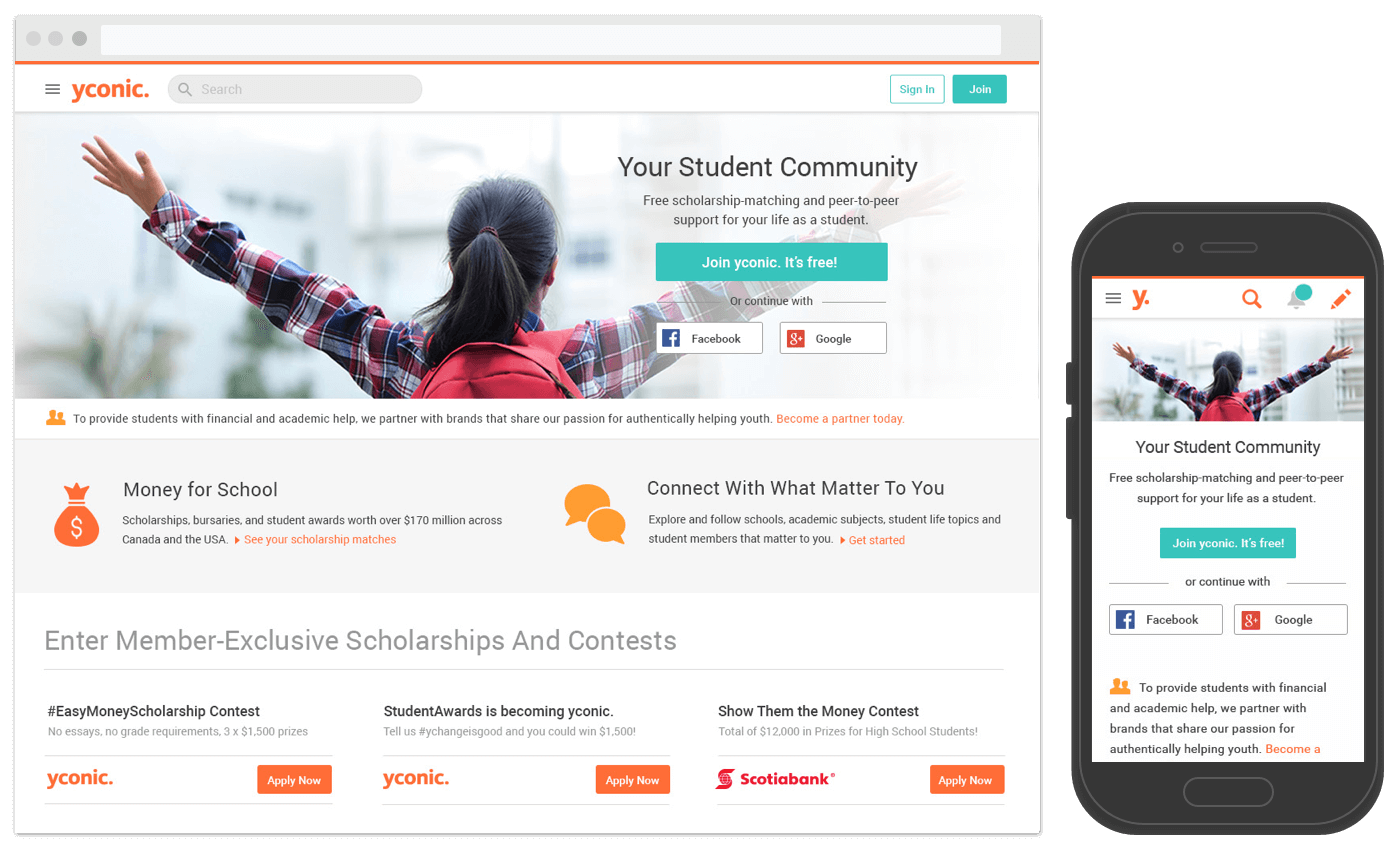 yconic.
Search
Sign In
Join
Your Student Community
Free scholarship-matching and peer-to-peer
support for your life as a student.
Join yconic. It's free!
Or continue with
Facebook
Google
To provide students with financial and academic help, we partner with brands that share our passion for authentically helping youth. Become a partner today.
Money for School
Scholarships, bursaries, and student awards worth over $170 million across
Canada and the USA. See your scholarship matches
Connect With What Matter To You
Explore and follow schools, academic subjects, student life topics and
student members that matter to you. Get started
Enter Member-Exclusive Scholarships And Contests
#EasyMoneyScholarship Contest
No essays, no grade requirements, 3 x $1,500 prizes
yconic.
Apply Now
StudentAwards is becoming yconic.
Tell us #ychangeisgood and you could win $1,500!
yconic.
Apply Now
Show Them the Money Contest
Total of $12,000 in Prizes for High School Students!
Scotiabank®
Apply Now
y.
Your Student Community
Free scholarship-matching and peer-to-peer
support for your life as a student.
Join yconic. It's free!
or continue with
Facebook
Google
To provide students with financial
and academic help, we partner with
brands that share our passion for
authentically helping youth. Become a